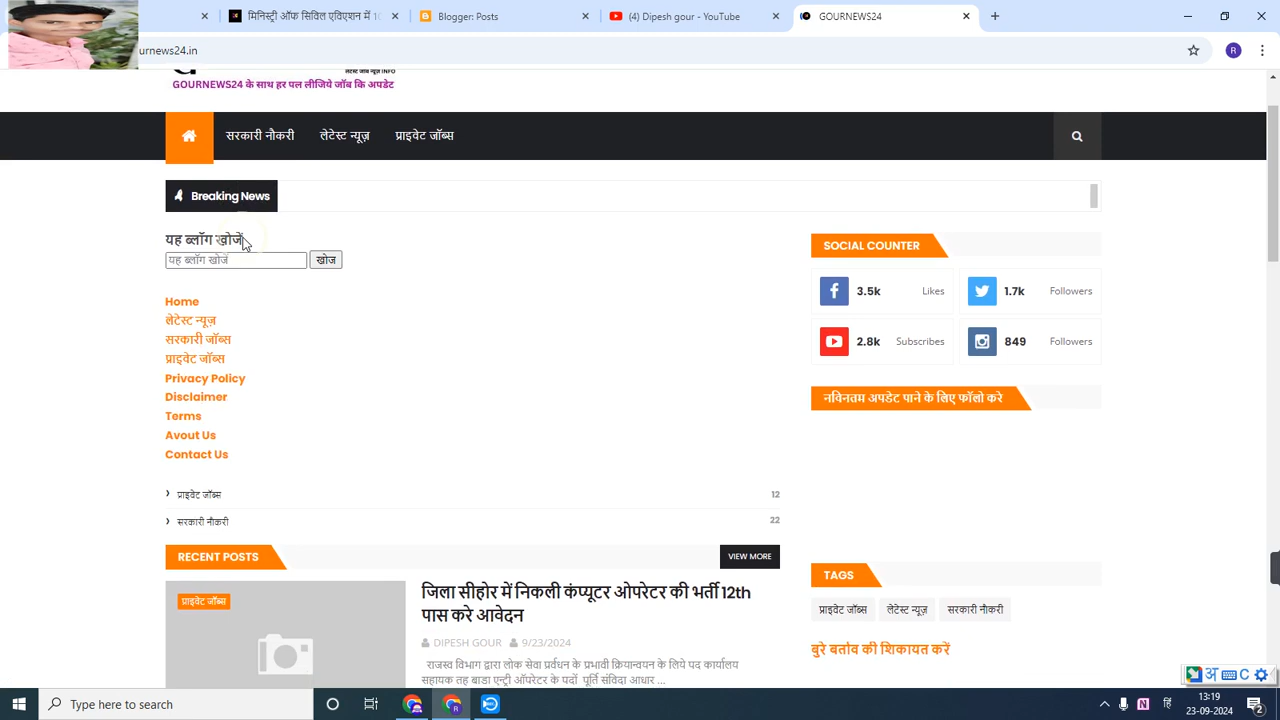 मिनिस्ट्री ऑफ सिविल एविएशन में 1
Blogger: Posts
(4) Dipesh gour - YouTube
GOURNEWS24
urnews24.in
R
लेटेस्ट जॉब न्यूज़ INFO
GOURNEWS24 के साथ हर पल लीजिये जॉब कि अपडेट
सरकारी नौकरी
लेटेस्ट न्यूज़
प्राइवेट जॉब्स
Breaking News
यह ब्लॉग खोजें
यह ब्लॉग खोजें
खोज
Home
लेटेस्ट न्यूज़
सरकारी जॉब्स
प्राइवेट जॉब्स
Privacy Policy
Disclaimer
Terms
Avout Us
Contact Us
प्राइवेट जॉब्स 12
सरकारी नौकरी 22
RECENT POSTS
VIEW MORE
प्राइवेट जॉब्स
जिला सीहोर में निकली कंप्यूटर ओपरेटर की भर्ती 12th
पास करे आवेदन
DIPESH GOUR 9/23/2024
राजस्व विभाग द्वारा लोक सेवा प्रर्वधन के प्रभावी क्रियान्वयन के लिये पद कार्यालय
सहायक तह बाडा एन्ट्री ऑपरेटर के पदों पूर्ति संविदा आधार ...
SOCIAL COUNTER
3.5k Likes
1.7k Followers
2.8k Subscribes
849 Followers
नविनतम अपडेट पाने के लिए फॉलो करे
TAGS
प्राइवेट जॉब्स
लेटेस्ट न्यूज़
सरकारी नौकरी
बुरे बर्ताव की शिकायत करें
अ
C
Type here to search
13:19
23-09-2024